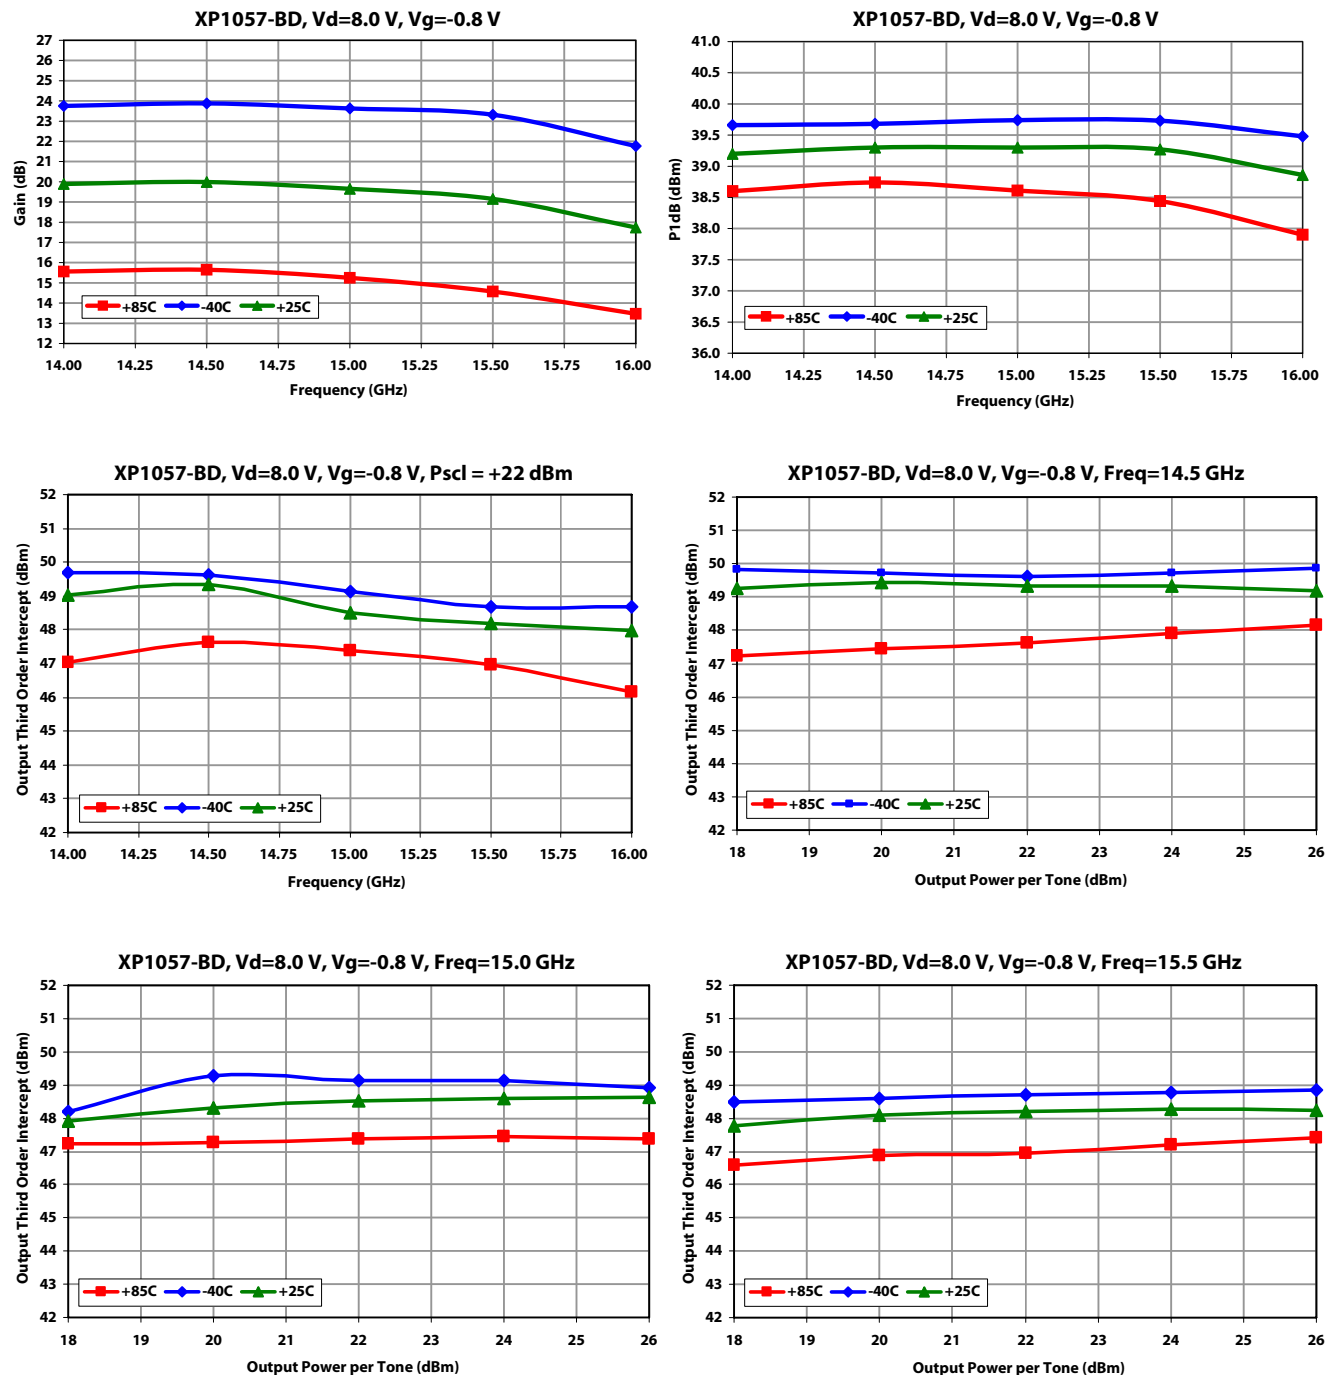 XP1057-BD, Vd=8.0 V, Vg=-0.8 V
Gain (dB)
27
26
25
24
23
22
21
20
19
18
17
16
15
14
13
12
+85C -40C +25C
14.00 14.25 14.50 14.75 15.00 15.25 15.50 15.75 16.00
Frequency (GHz)
XP1057-BD, Vd=8.0 V, Vg=-0.8 V
P1dB (dBm)
41.0
40.5
40.0
39.5
39.0
38.5
38.0
37.5
37.0
36.5
36.0
+85C -40C +25C
14.00 14.25 14.50 14.75 15.00 15.25 15.50 15.75 16.00
Frequency (GHz)
XP1057-BD, Vd=8.0 V, Vg=-0.8 V, Pscl = +22 dBm
Output Third Order Intercept (dBm)
52
51
50
49
48
47
46
45
44
43
42
+85C -40C +25C
14.00 14.25 14.50 14.75 15.00 15.25 15.50 15.75 16.00
Frequency (GHz)
XP1057-BD, Vd=8.0 V, Vg=-0.8 V, Freq=14.5 GHz
Output Third Order Intercept (dBm)
52
51
50
49
48
47
46
45
44
43
42
+85C -40C +25C
18 19 20 21 22 23 24 25 26
Output Power per Tone (dBm)
XP1057-BD, Vd=8.0 V, Vg=-0.8 V, Freq=15.0 GHz
Output Third Order Intercept (dBm)
52
51
50
49
48
47
46
45
44
43
42
+85C -40C +25C
18 19 20 21 22 23 24 25 26
Output Power per Tone (dBm)
XP1057-BD, Vd=8.0 V, Vg=-0.8 V, Freq=15.5 GHz
Output Third Order Intercept (dBm)
52
51
50
49
48
47
46
45
44
43
42
+85C -40C +25C
18 19 20 21 22 23 24 25 26
Output Power per Tone (dBm)